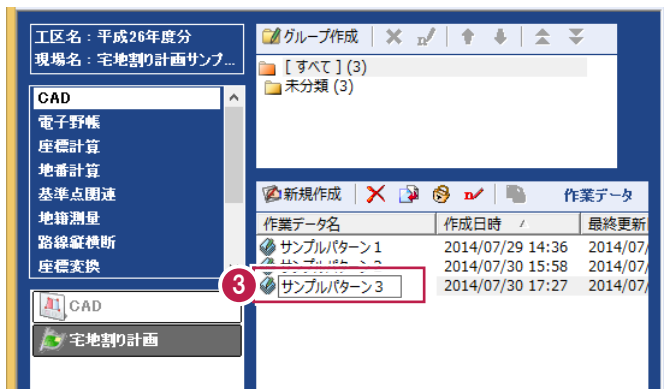 工区名：平成26年度分
現場名：宅地割り計画サンプ...
グループ作成
[ すべて ] (3)
未分類 (3)
CAD
電子野帳
座標計算
地番計算
基準点関連
地籍測量
路線縦横断
座標変換
新規作成
作業データ
作業データ名
作成日時
最終更新
サンプルパターン１
2014/07/29 14:36
2014/07/
2014/07/30 15:58
2014/07/
3
サンプルパターン３
2014/07/30 17:27
2014/07/
CAD
宅地割り計画